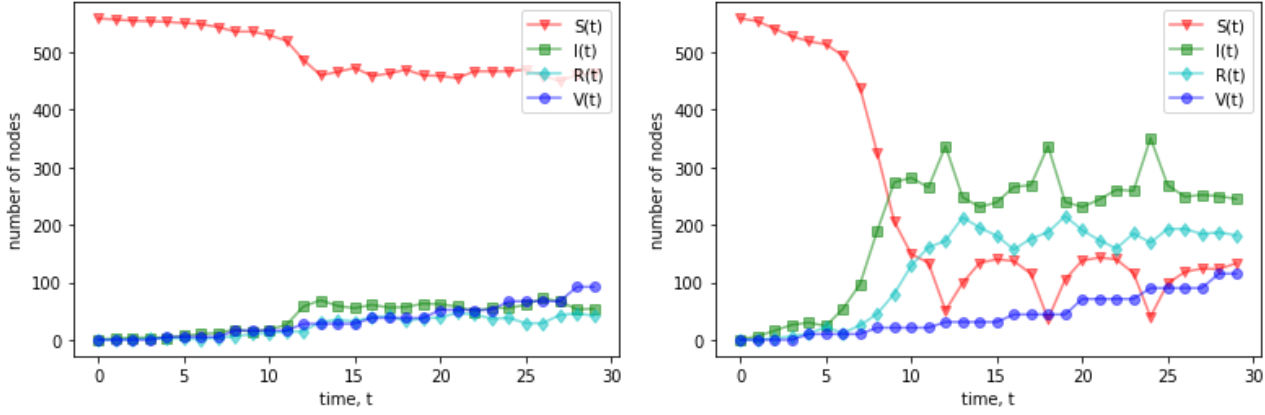 S(t)
I(t)
R(t)
V(t)
500
400
300
200
100
0
number of nodes
0 5 10 15 20 25 30
time, t
S(t)
I(t)
R(t)
V(t)
500
400
300
200
100
0
number of nodes
0 5 10 15 20 25 30
time, t